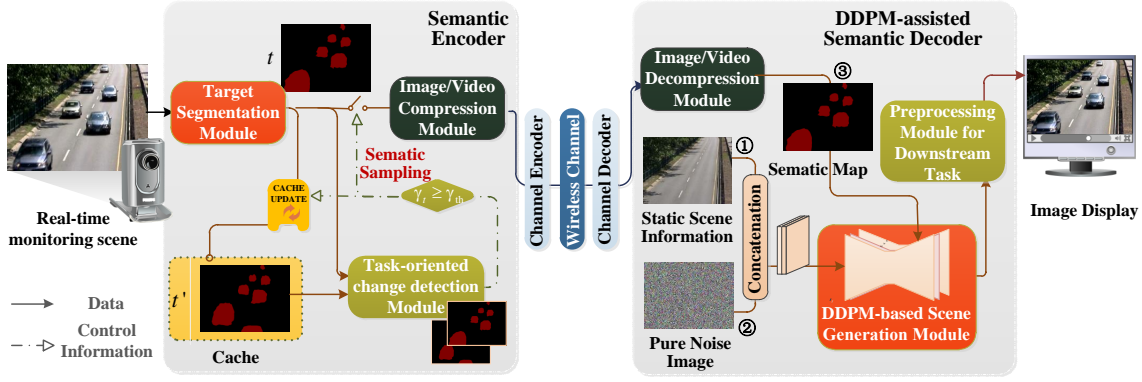 Semantic
Encoder
t
Target
Segmentation
Module
Image/Video
Compression
Module
Sematic
Sampling
CACHE
UPDATE
γt ≥ γth
Real-time
monitoring scene
t'
Task-oriented
change detection
Module
Cache
Data
Control
Information
Channel Encoder
Wireless Channel
Channel Decoder
DDPM-assisted
Semantic Decoder
Image/Video
Decompression
Module
③
Sematic Map
①
Static Scene
Information
Concatenation
②
Pure Noise
Image
Preprocessing
Module for
Downstream
Task
DDPM-based Scene
Generation Module
Image Display